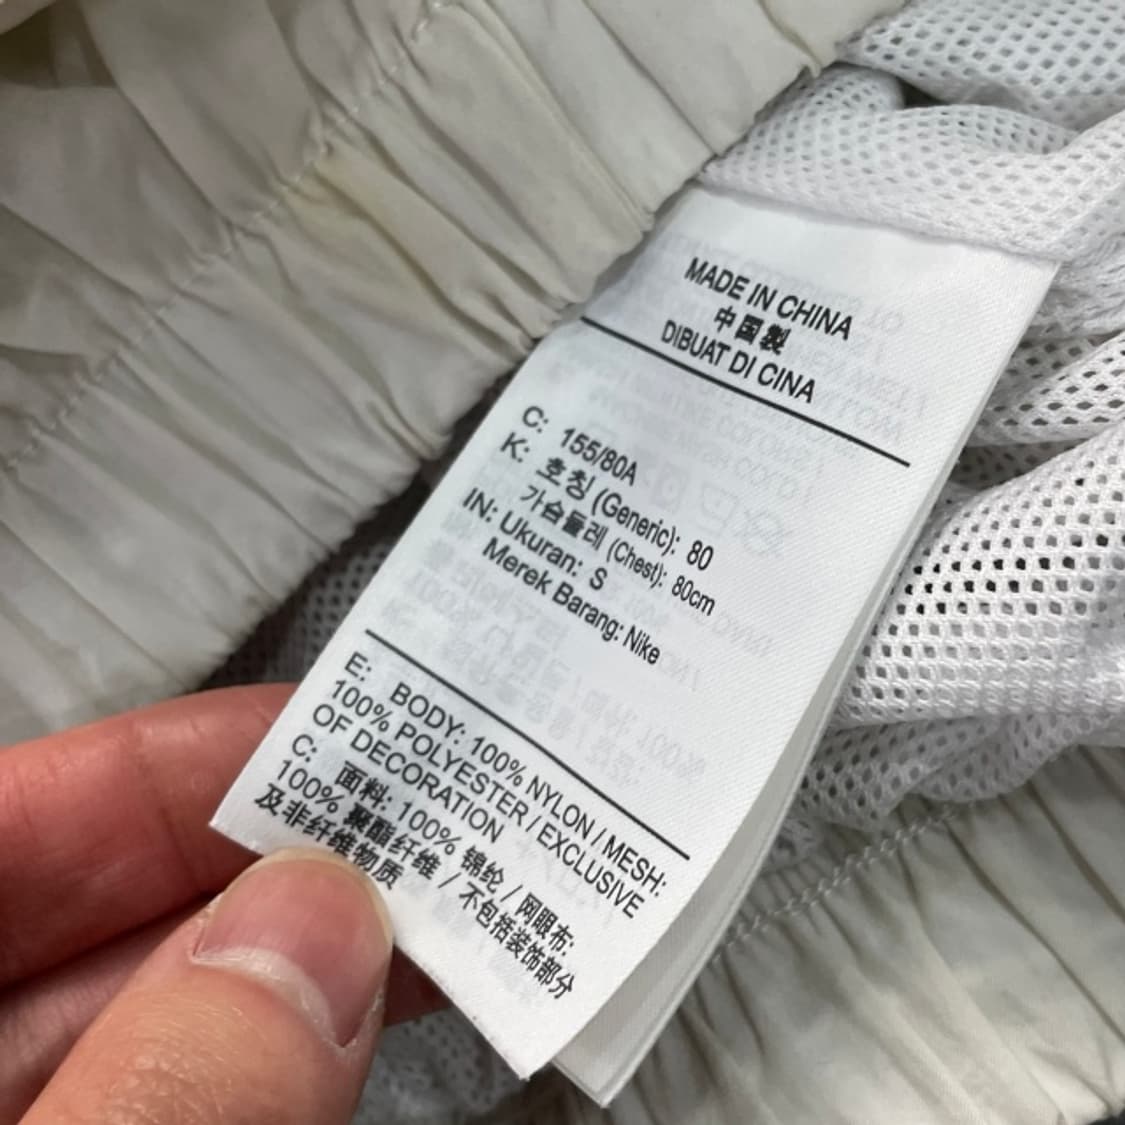 MADE IN CHINA
中国製
DIBUAT DI CINA
C: 155/80A
K: 호칭 (Generic): 80
가슴둘레 (Chest): 80cm
IN: Ukuran: S
Merek Barang: Nike
E: BODY: 100% NYLON / MESH:
100% POLYESTER / EXCLUSIVE
OF DECORATION
C: 面料: 100% 锦纶 / 网眼布:
100% 聚酯纤维 / 不包括装饰部分
及非纤维物质